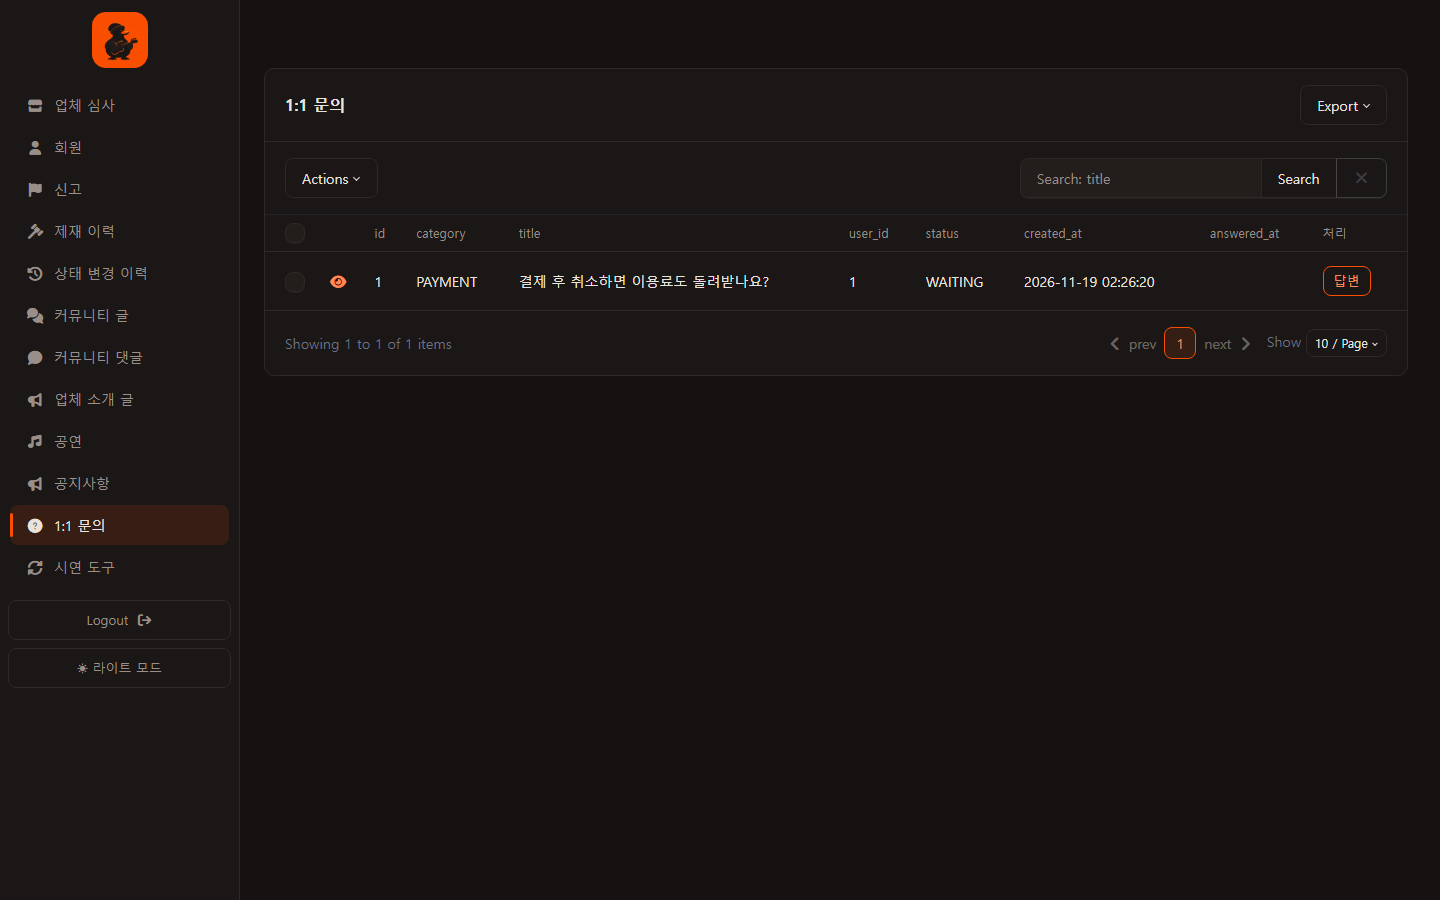 업체 심사
회원
신고
제재 이력
상태 변경 이력
커뮤니티 글
커뮤니티 댓글
업체 소개 글
공연
공지사항
1:1 문의
시연 도구
Logout
라이트 모드
1:1 문의
Export
Actions
Search: title
Search
id category title user_id status created_at answered_at 처리
1 PAYMENT 결제 후 취소하면 이용료도 돌려받나요? 1 WAITING 2026-11-19 02:26:20 답변
Showing 1 to 1 of 1 items
prev 1 next Show 10 / Page